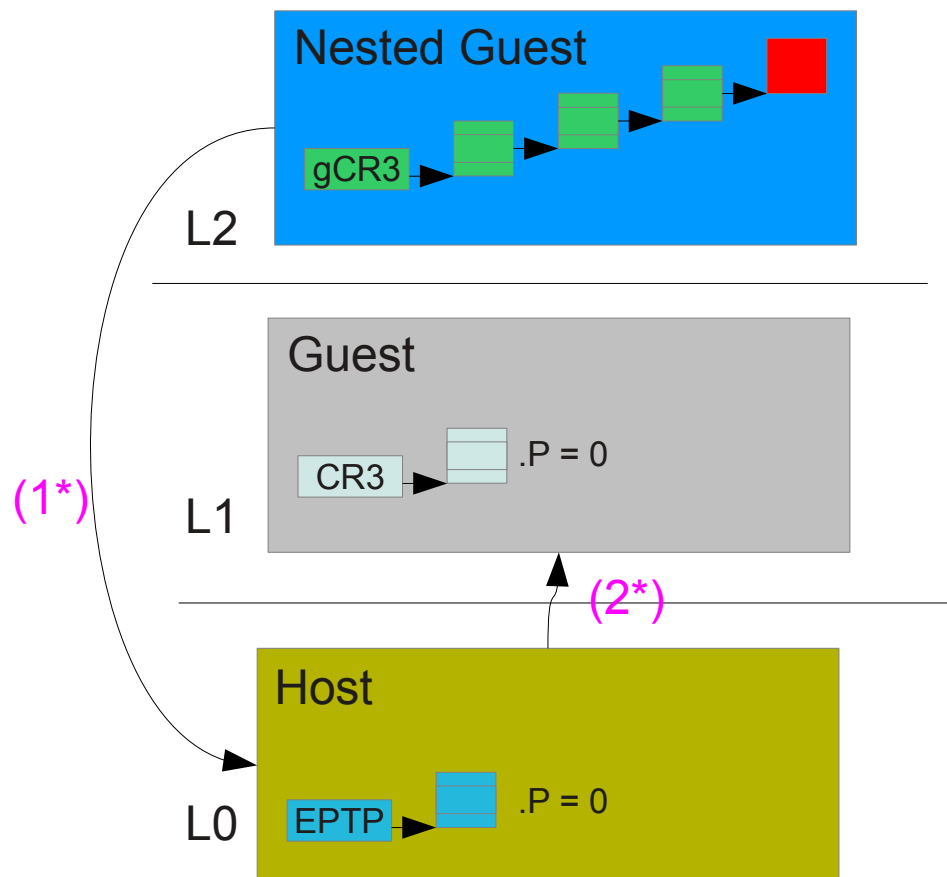 Nested Guest
gCR3
L2
Guest
.P = 0
CR3
(1*)
L1
(2*)
Host
.P = 0
EPTP
L0